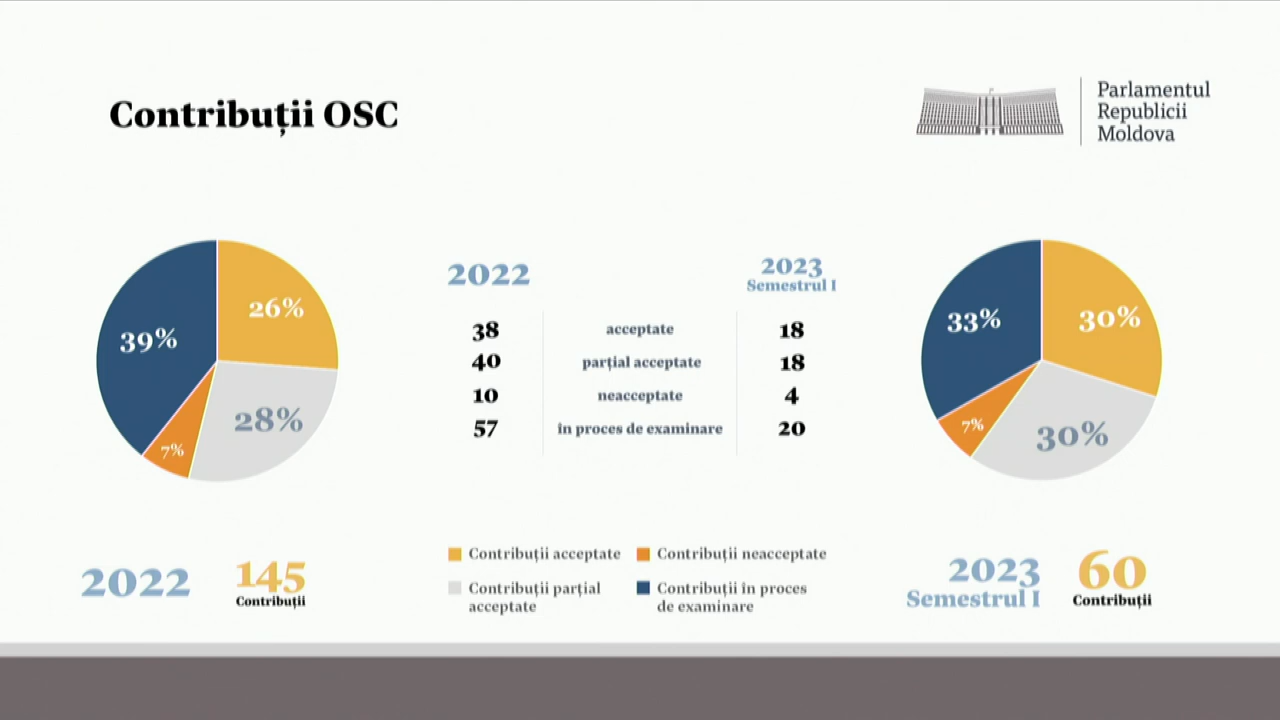 Contribuții OSC
Parlamentul
Republicii
Moldova
39%
26%
28%
7%
2022
2023
Semestrul I
38 acceptate 18
40 parțial acceptate 18
10 neacceptate 4
57 în proces de examinare 20
33%
30%
30%
7%
2022
145
Contribuții
Contribuții acceptate
Contribuții neacceptate
Contribuții parțial
acceptate
Contribuții în proces
de examinare
2023
Semestrul I
60
Contribuții